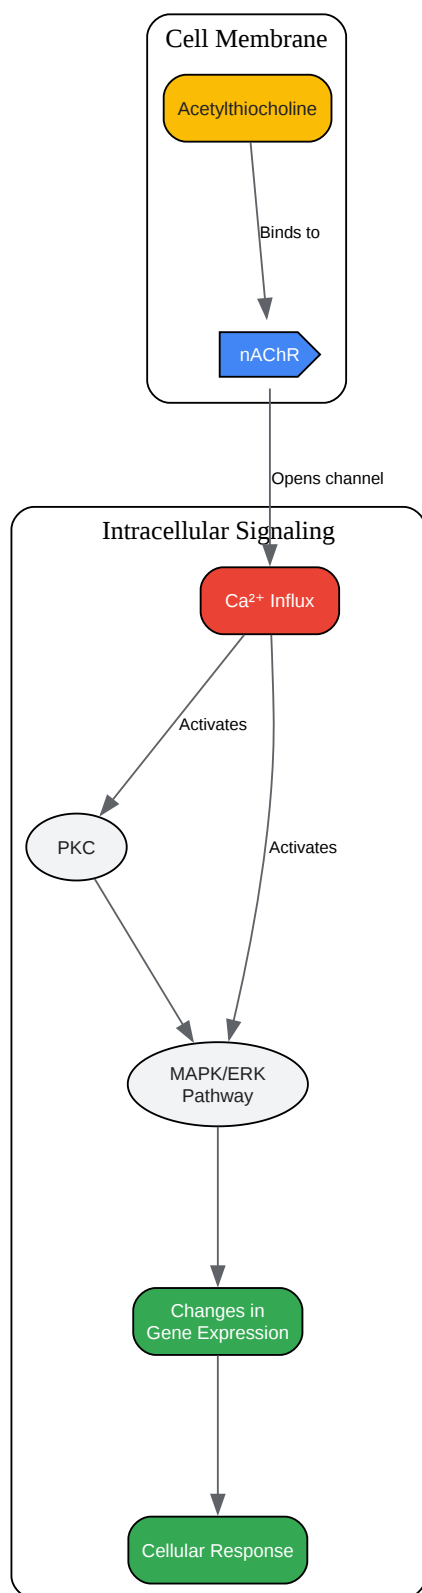 Cell Membrane
Acetylthiocholine
Binds to
nAChR
Opens channel
Intracellular Signaling
Ca²⁺ Influx
Activates
PKC
Activates
MAPK/ERK
Pathway
Changes in
Gene Expression
Cellular Response